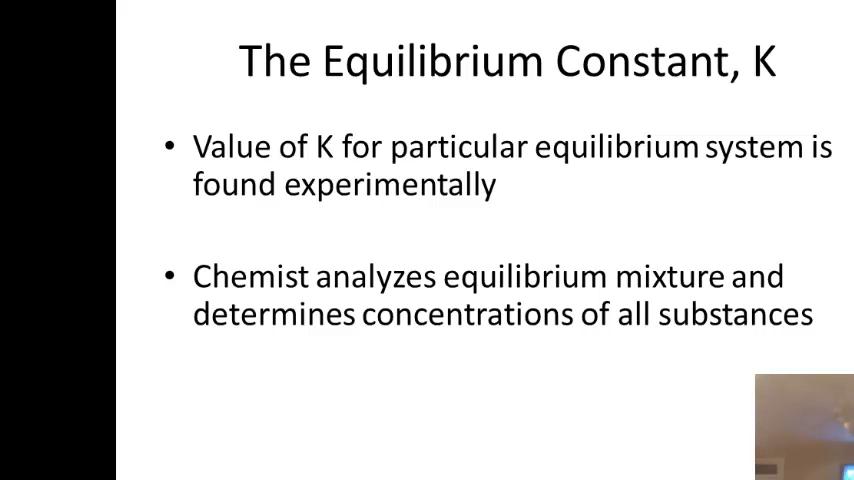 The Equilibrium Constant, K
• Value of K for particular equilibrium system is
found experimentally
• Chemist analyzes equilibrium mixture and
determines concentrations of all substances